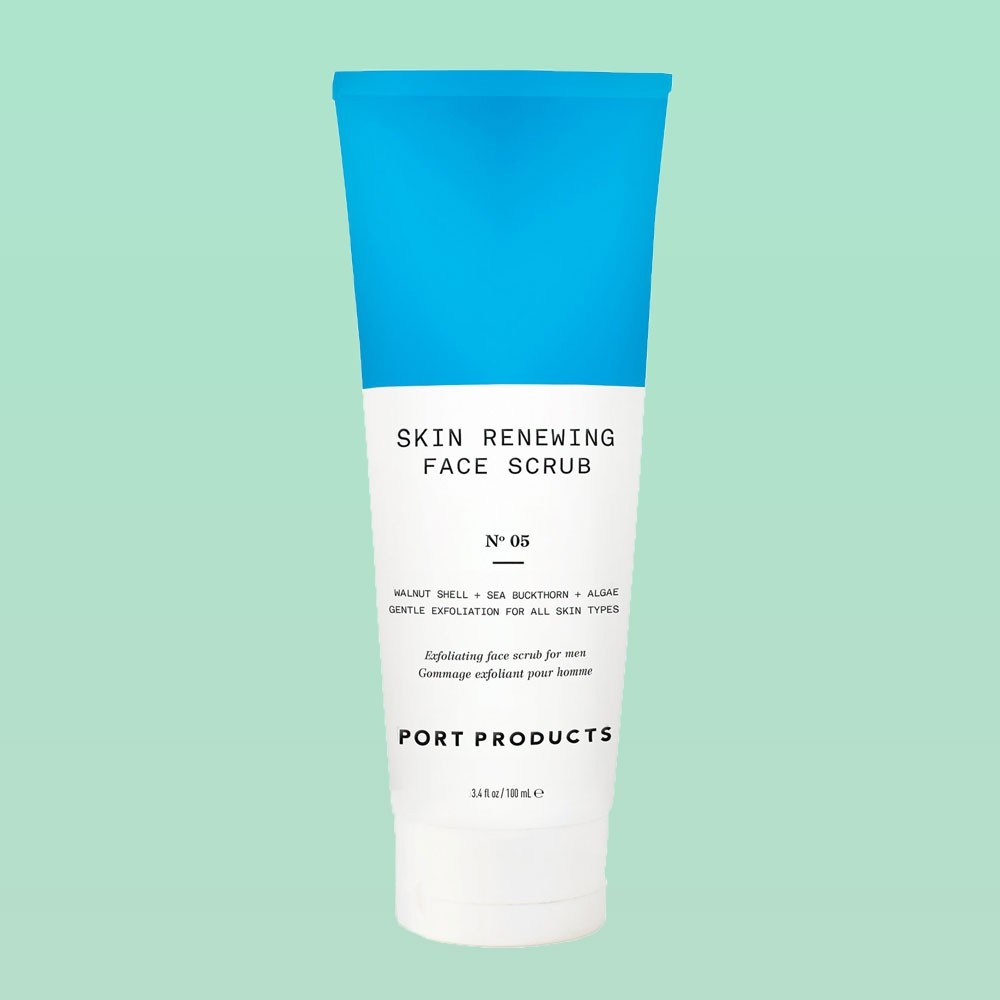 SKIN RENEWING
FACE SCRUB
Nº 05
WALNUT SHELL + SEA BUCKTHORN + ALGAE
GENTLE EXFOLIATION FOR ALL SKIN TYPES
Exfoliating face scrub for men
Gommage exfoliant pour homme
PORT PRODUCTS
3.4 fl oz / 100 mL ℮